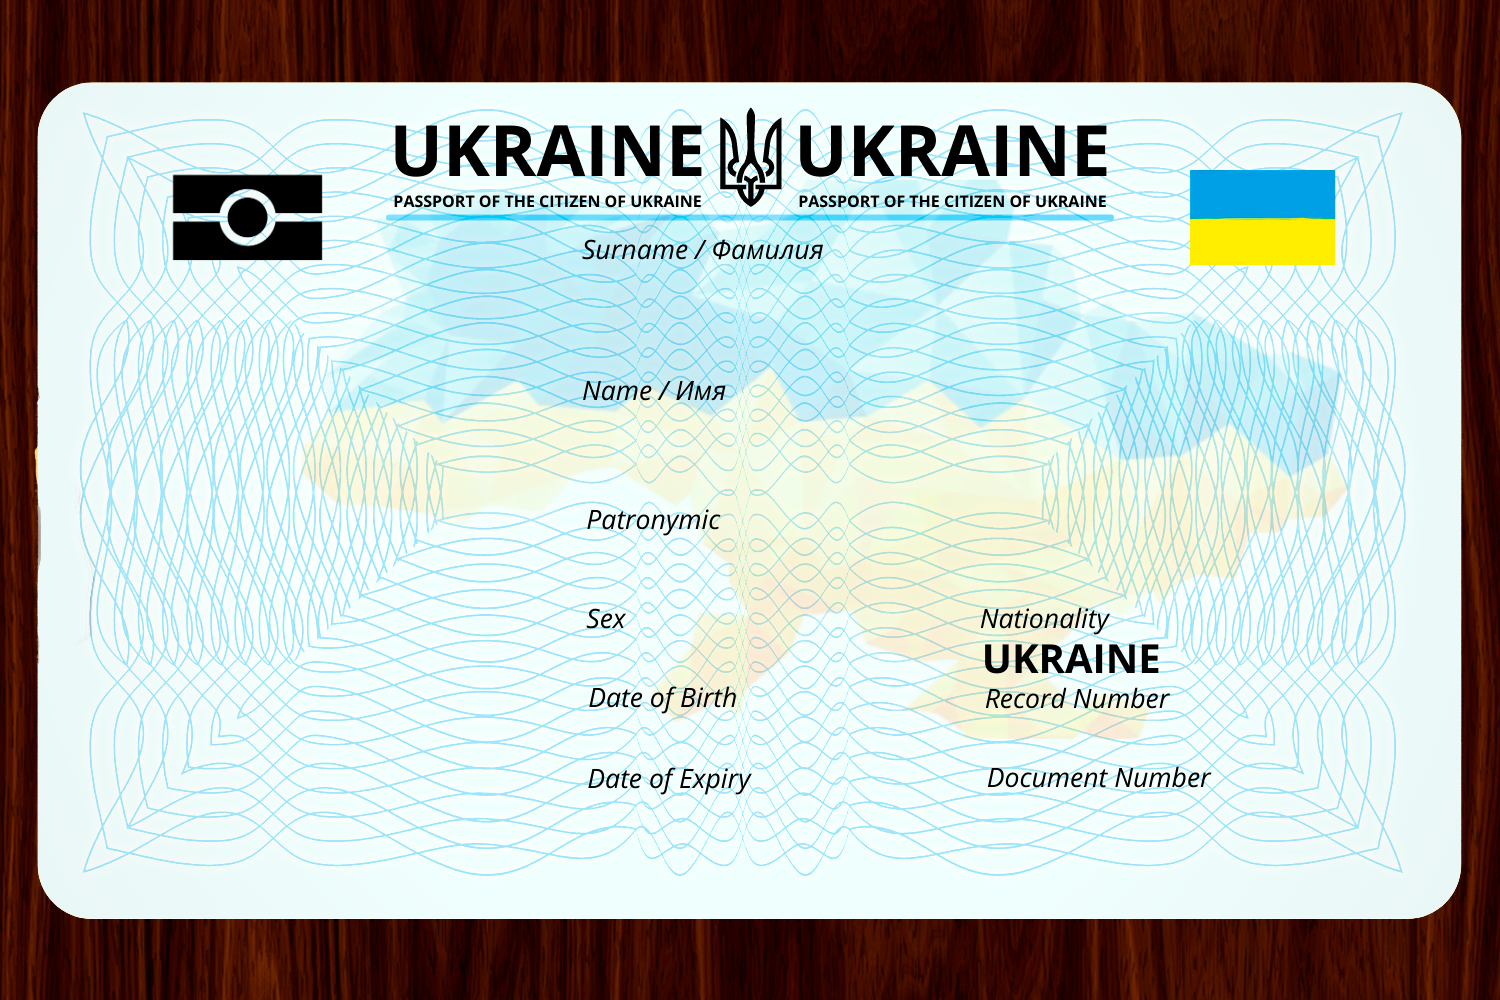 UKRAINE UKRAINE
PASSPORT OF THE CITIZEN OF UKRAINE PASSPORT OF THE CITIZEN OF UKRAINE
Surname / Фамилия
Name / Имя
Patronymic
Sex Nationality
UKRAINE
Date of Birth Record Number
Date of Expiry Document Number